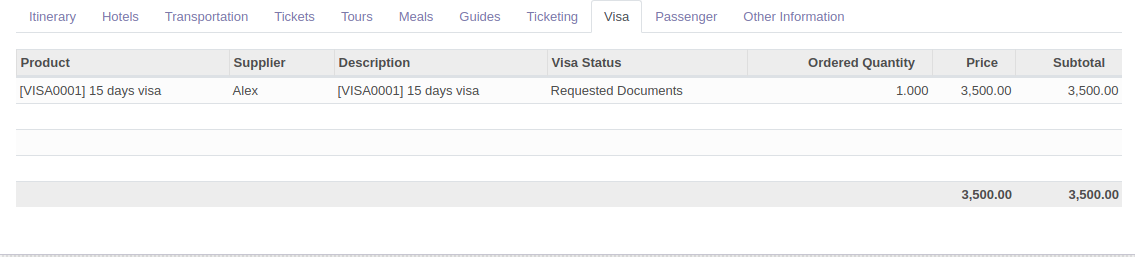 Itinerary Hotels Transportation Tickets Tours Meals Guides Ticketing Visa Passenger Other Information
Product Supplier Description Visa Status Ordered Quantity Price Subtotal
[VISA0001] 15 days visa Alex [VISA0001] 15 days visa Requested Documents 1.000 3,500.00 3,500.00
3,500.00 3,500.00